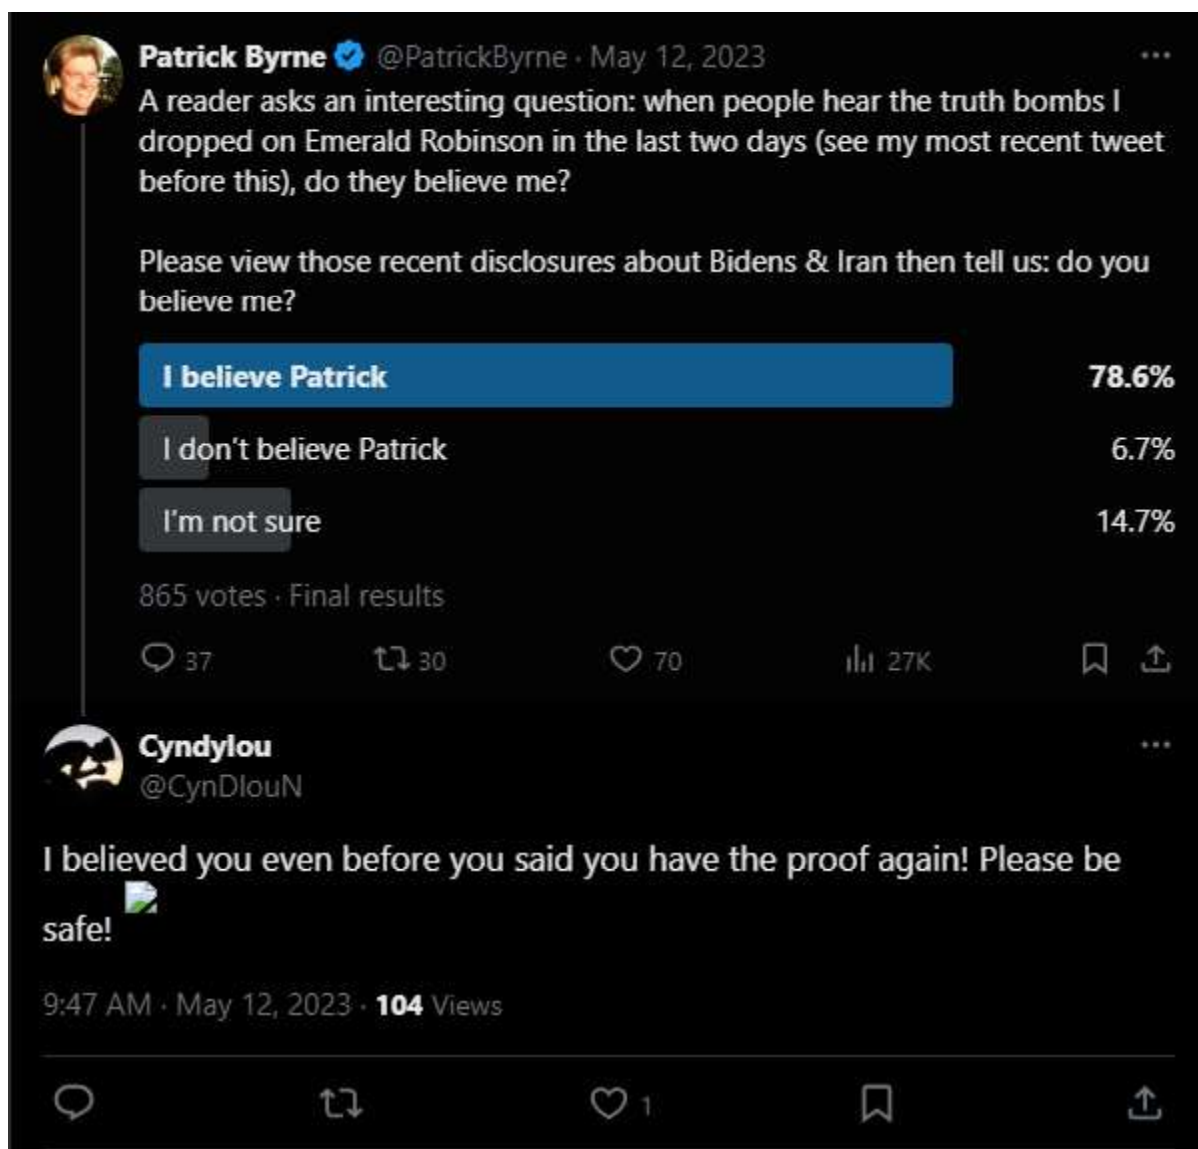 Patrick Byrne @PatrickByrne · May 12, 2023
A reader asks an interesting question: when people hear the truth bombs I
dropped on Emerald Robinson in the last two days (see my most recent tweet
before this), do they believe me?
Please view those recent disclosures about Bidens & Iran then tell us: do you
believe me?
I believe Patrick 78.6%
I don't believe Patrick 6.7%
I'm not sure 14.7%
865 votes · Final results
37 30 70 27K
Cyndylou
@CynDlouN
I believed you even before you said you have the proof again! Please be
safe!
9:47 AM · May 12, 2023 · 104 Views
1